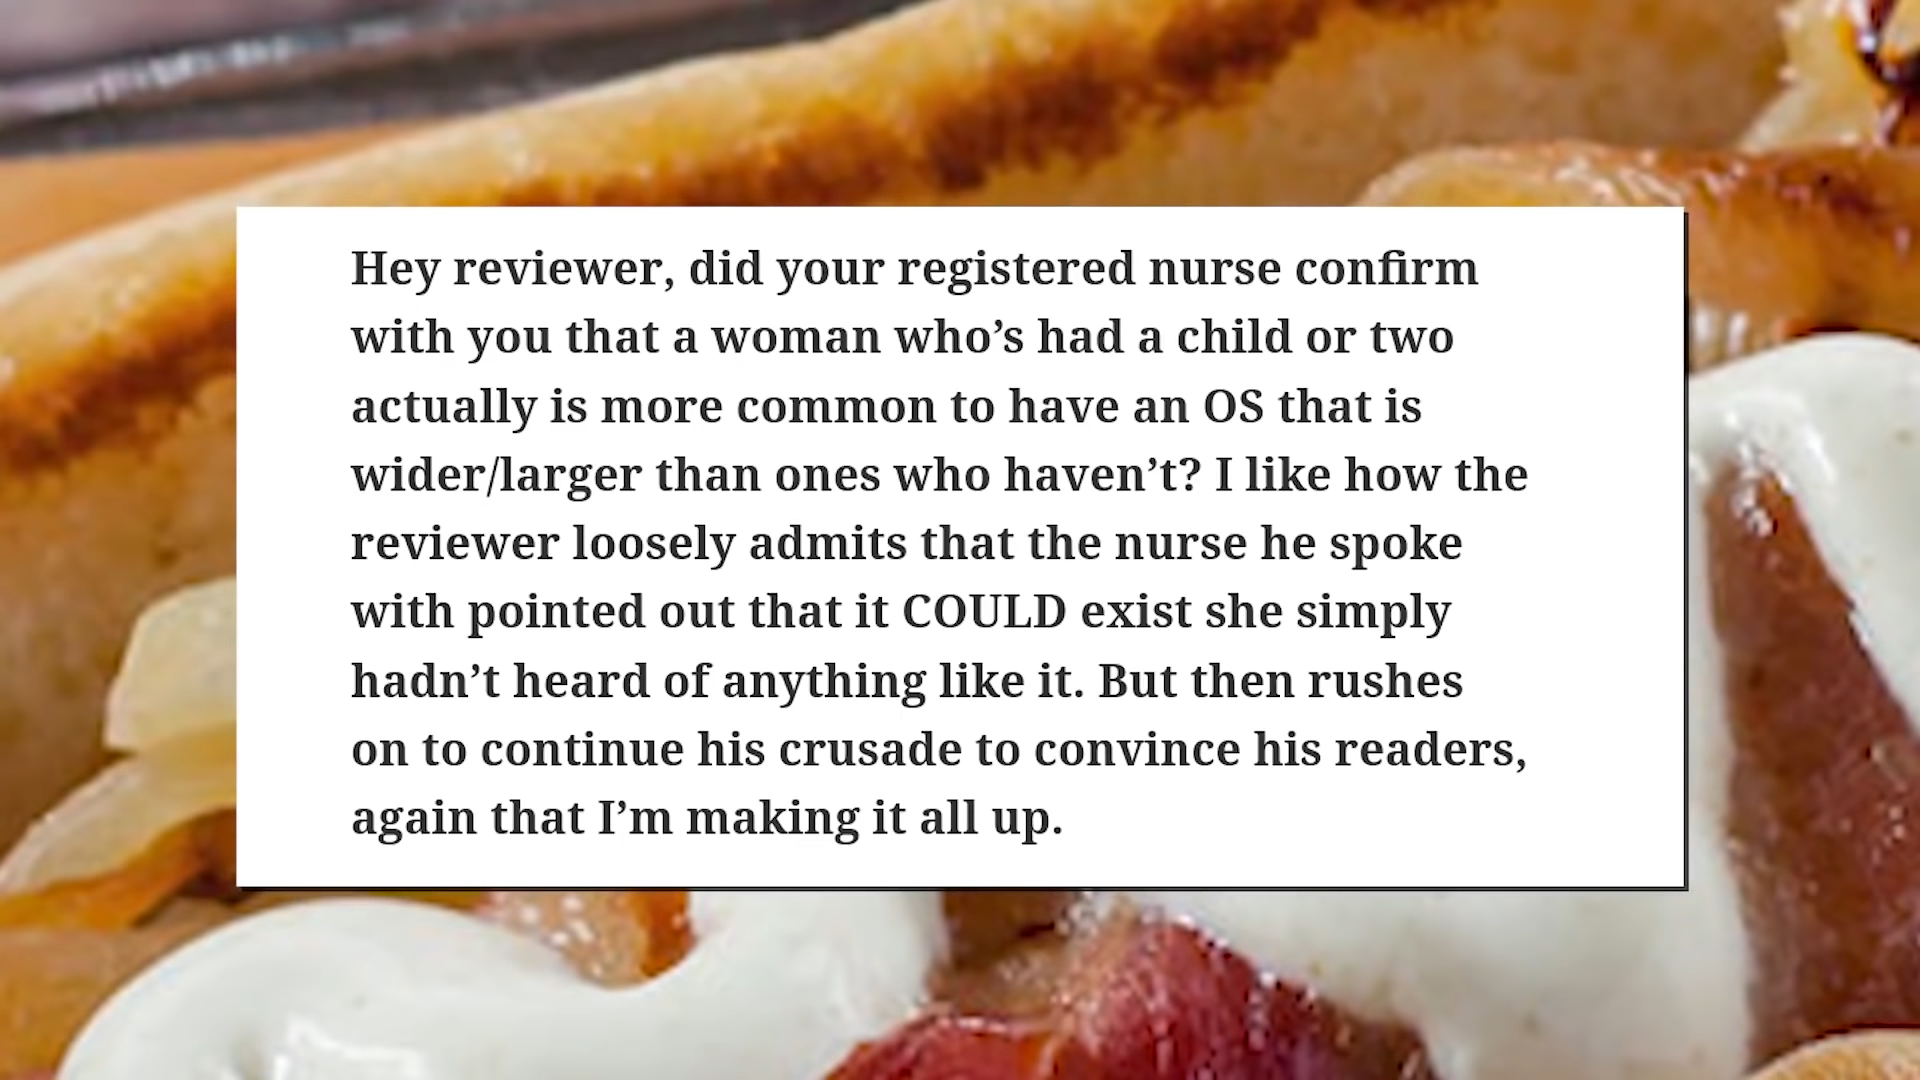 Hey reviewer, did your registered nurse confirm
with you that a woman who’s had a child or two
actually is more common to have an OS that is
wider/larger than ones who haven’t? I like how the
reviewer loosely admits that the nurse he spoke
with pointed out that it COULD exist she simply
hadn’t heard of anything like it. But then rushes
on to continue his crusade to convince his readers,
again that I’m making it all up.